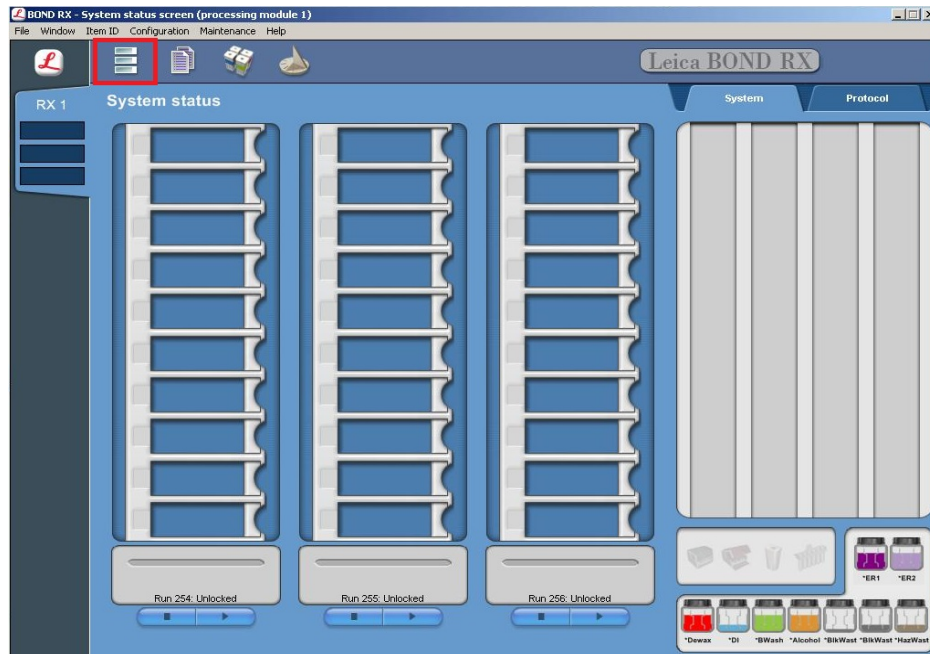 BOND RX - System status screen (processing module 1)
File Window Item ID Configuration Maintenance Help
Leica BOND RX
RX 1
System status
System
Protocol
Run 254: Unlocked
Run 255: Unlocked
Run 256: Unlocked
*ER1
*ER2
*Dewax
*DI
*BWash
*Alcohol
*BlkWast
*BlkWast
*HazWast